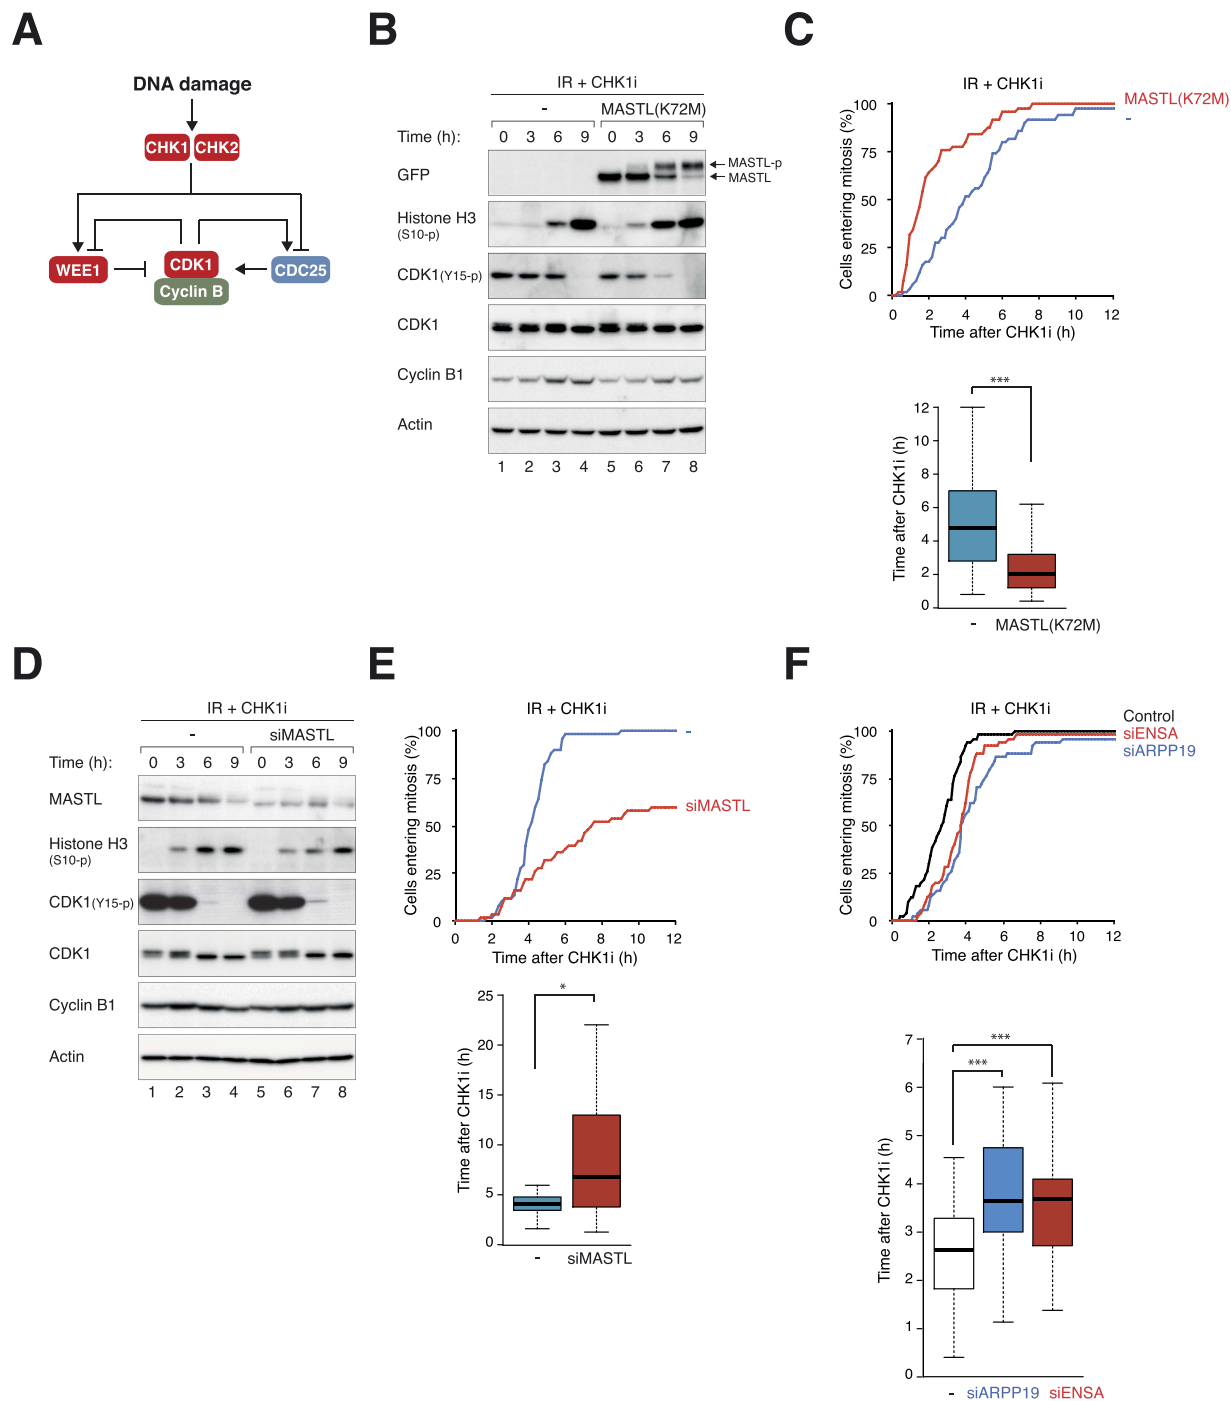 A
DNA damage
CHK1 CHK2
WEE1
CDK1
Cyclin B
CDC25
B
IR + CHK1i
- MASTL(K72M)
Time (h): 0 3 6 9 0 3 6 9
GFP
MASTL-p
MASTL
Histone H3
(S10-p)
CDK1(Y15-p)
CDK1
Cyclin B1
Actin
1 2 3 4 5 6 7 8
C
IR + CHK1i
Cells entering mitosis (%)
100
75
50
25
0
0 2 4 6 8 10 12
Time after CHK1i (h)
MASTL(K72M)
-
***
Time after CHK1i (h)
12
10
8
6
4
2
0
- MASTL(K72M)
D
IR + CHK1i
- siMASTL
Time (h): 0 3 6 9 0 3 6 9
MASTL
Histone H3
(S10-p)
CDK1(Y15-p)
CDK1
Cyclin B1
Actin
1 2 3 4 5 6 7 8
E
IR + CHK1i
Cells entering mitosis (%)
100
75
50
25
0
0 2 4 6 8 10 12
Time after CHK1i (h)
-
siMASTL
*
Time after CHK1i (h)
25
20
15
10
5
0
- siMASTL
F
IR + CHK1i
Cells entering mitosis (%)
100
75
50
25
0
0 2 4 6 8 10 12
Time after CHK1i (h)
Control
siENSA
siARPP19
***
***
Time after CHK1i (h)
7
6
5
4
3
2
1
0
- siARPP19 siENSA